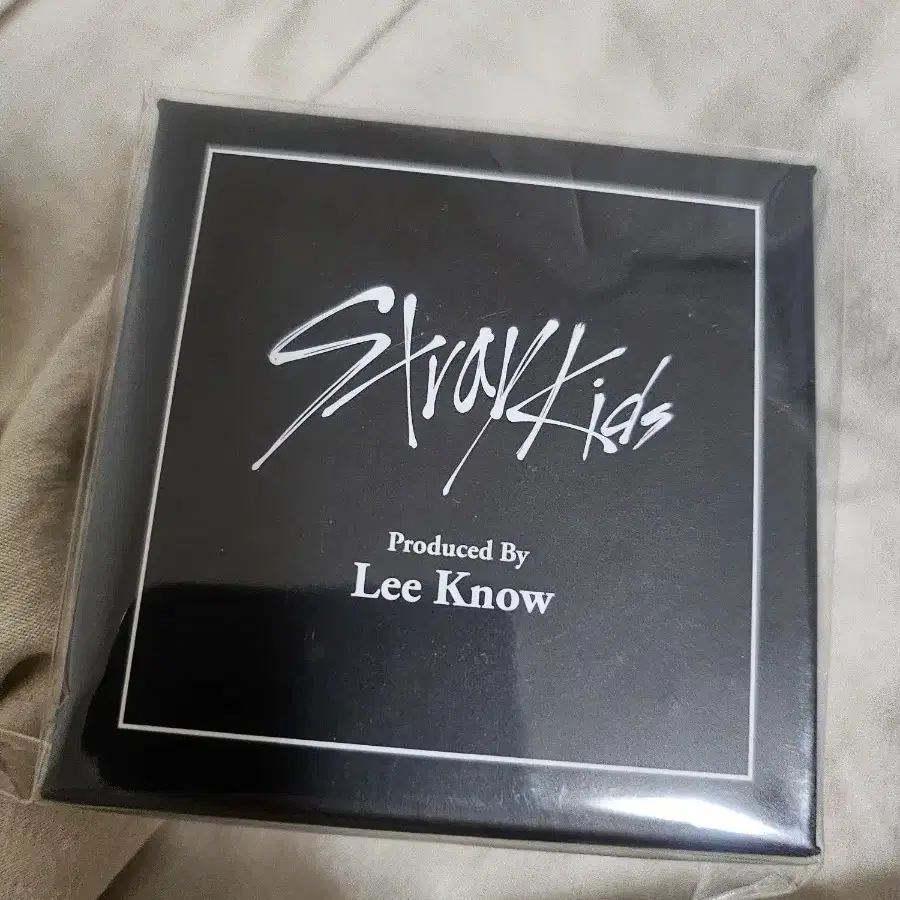 Stray Kids
Produced By
Lee Know